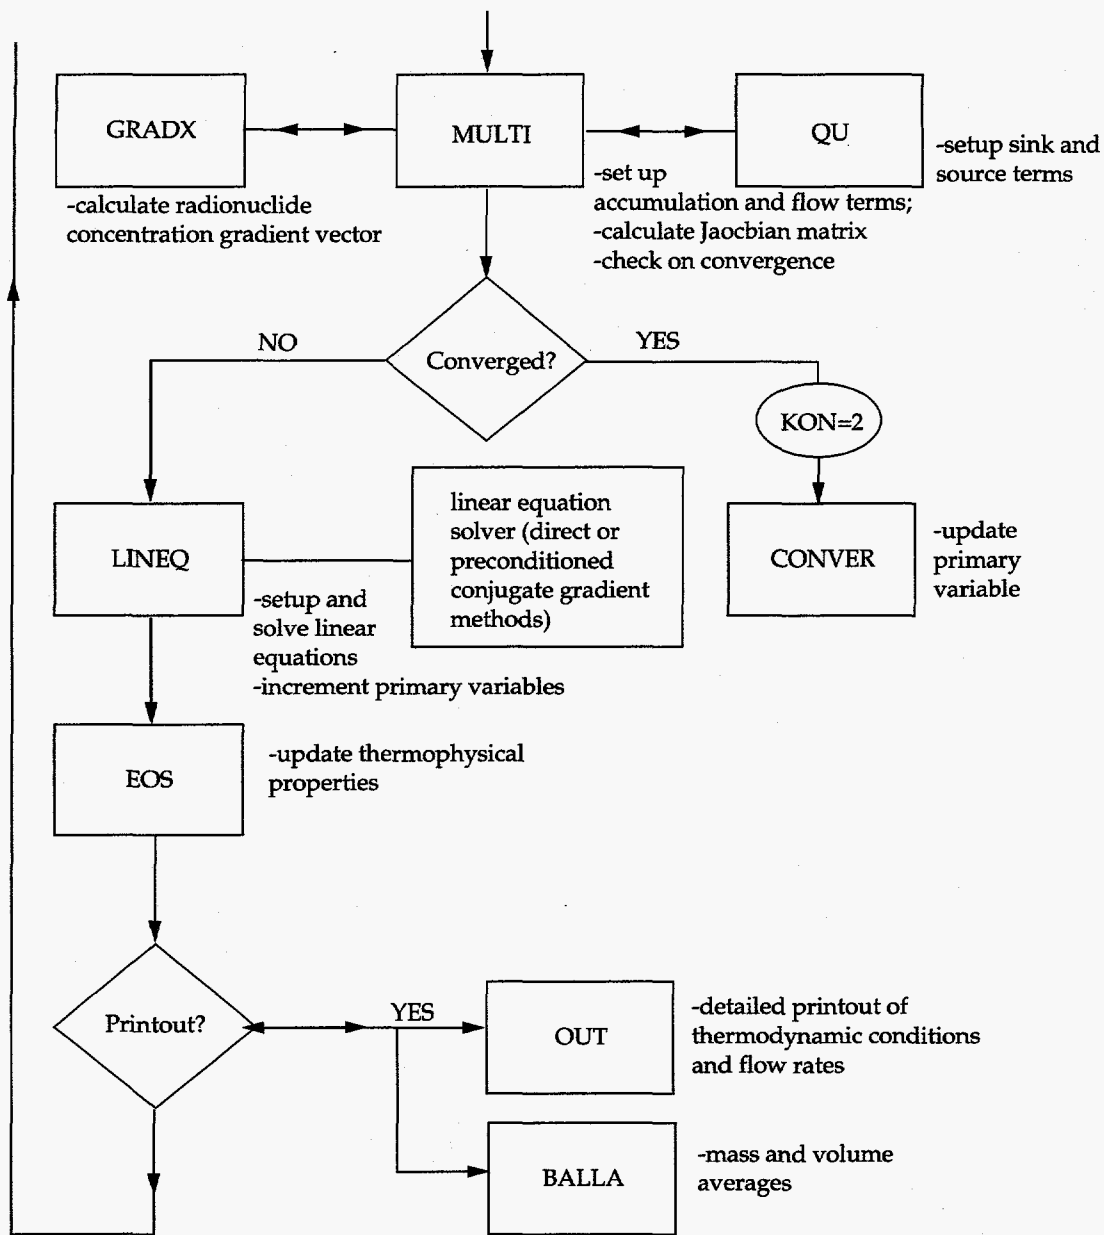 GRADX
MULTI
QU
-setup sink and
source terms
-calculate radionuclide
concentration gradient vector
-set up
accumulation and flow terms;
-calculate Jaocbian matrix
-check on convergence
NO
Converged?
YES
KON=2
LINEQ
linear equation
solver (direct or
preconditioned
conjugate gradient
methods)
CONVER
-update
primary
variable
-setup and
solve linear
equations
-increment primary variables
EOS
-update thermophysical
properties
Printout?
YES
OUT
-detailed printout of
thermodynamic conditions
and flow rates
BALLA
-mass and volume
averages